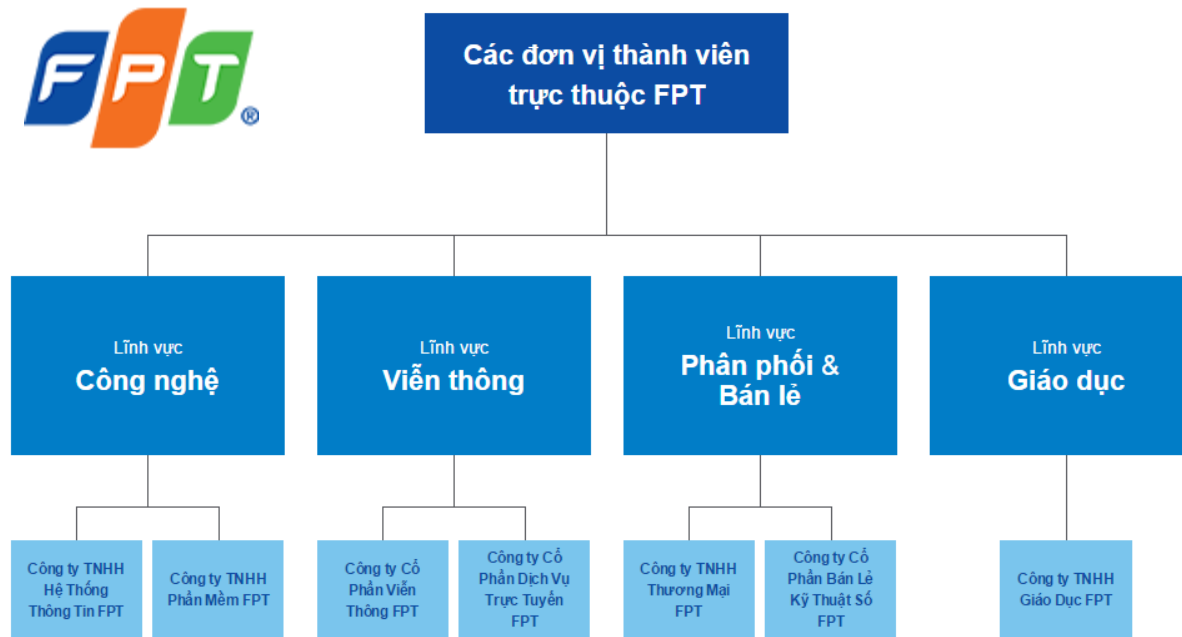 FPT®
Các đơn vị thành viên
trực thuộc FPT
Lĩnh vực
Công nghệ
Lĩnh vực
Viễn thông
Lĩnh vực
Phân phối &
Bán lẻ
Lĩnh vực
Giáo dục
Công ty TNHH
Hệ Thống
Thông Tin FPT
Công ty TNHH
Phần Mềm FPT
Công ty Cổ
Phần Viễn
Thông FPT
Công ty Cổ
Phần Dịch Vụ
Trực Tuyến
FPT
Công ty TNHH
Thương Mại
FPT
Công ty Cổ
Phần Bán Lẻ
Kỹ Thuật Số
FPT
Công ty TNHH
Giáo Dục FPT